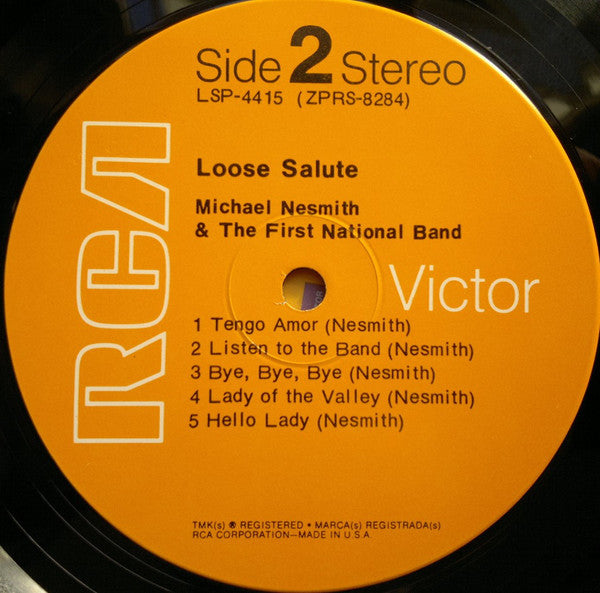 Side 2 Stereo
LSP-4415 (ZPRS-8284)
RCA
Loose Salute
Michael Nesmith
& The First National Band
Victor
1 Tengo Amor (Nesmith)
2 Listen to the Band (Nesmith)
3 Bye, Bye, Bye (Nesmith)
4 Lady of the Valley (Nesmith)
5 Hello Lady (Nesmith)
TMK(s) ® REGISTERED • MARCA(s) REGISTRADA(s)
RCA CORPORATION—MADE IN U.S.A.